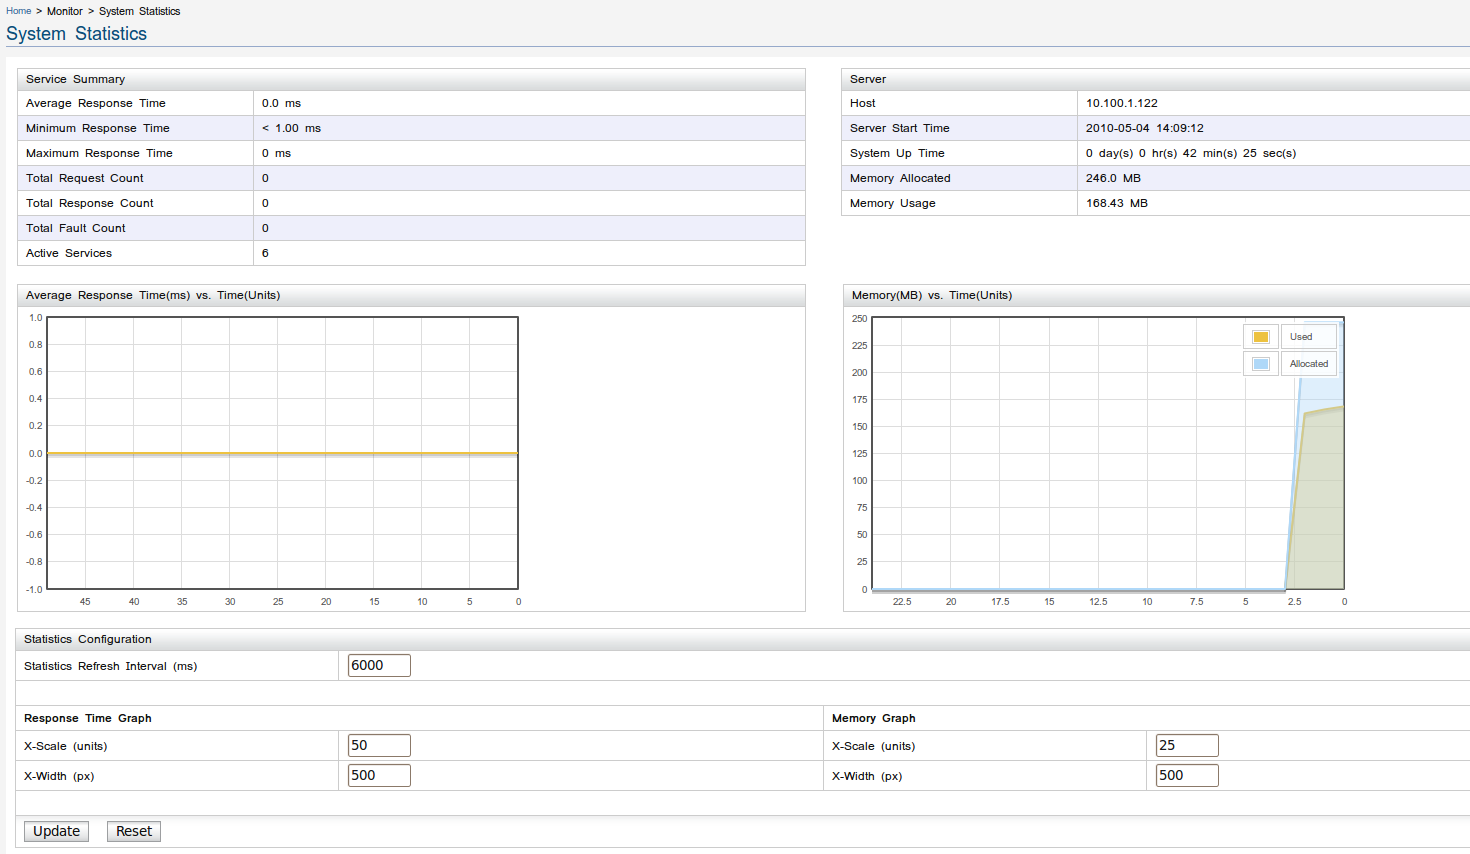 Home > Monitor > System Statistics
System Statistics
Service Summary
Average Response Time 0.0 ms
Minimum Response Time < 1.00 ms
Maximum Response Time 0 ms
Total Request Count 0
Total Response Count 0
Total Fault Count 0
Active Services 6
Server
Host 10.100.1.122
Server Start Time 2010-05-04 14:09:12
System Up Time 0 day(s) 0 hr(s) 42 min(s) 25 sec(s)
Memory Allocated 246.0 MB
Memory Usage 168.43 MB
Average Response Time(ms) vs. Time(Units)
1.0
0.8
0.6
0.4
0.2
0.0
-0.2
-0.4
-0.6
-0.8
-1.0
45 40 35 30 25 20 15 10 5 0
Memory(MB) vs. Time(Units)
250
225
200
175
150
125
100
75
50
25
0
Used
Allocated
22.5 20 17.5 15 12.5 10 7.5 5 2.5 0
Statistics Configuration
Statistics Refresh Interval (ms) 6000
Response Time Graph
X-Scale (units) 50
X-Width (px) 500
Memory Graph
X-Scale (units) 25
X-Width (px) 500
Update Reset